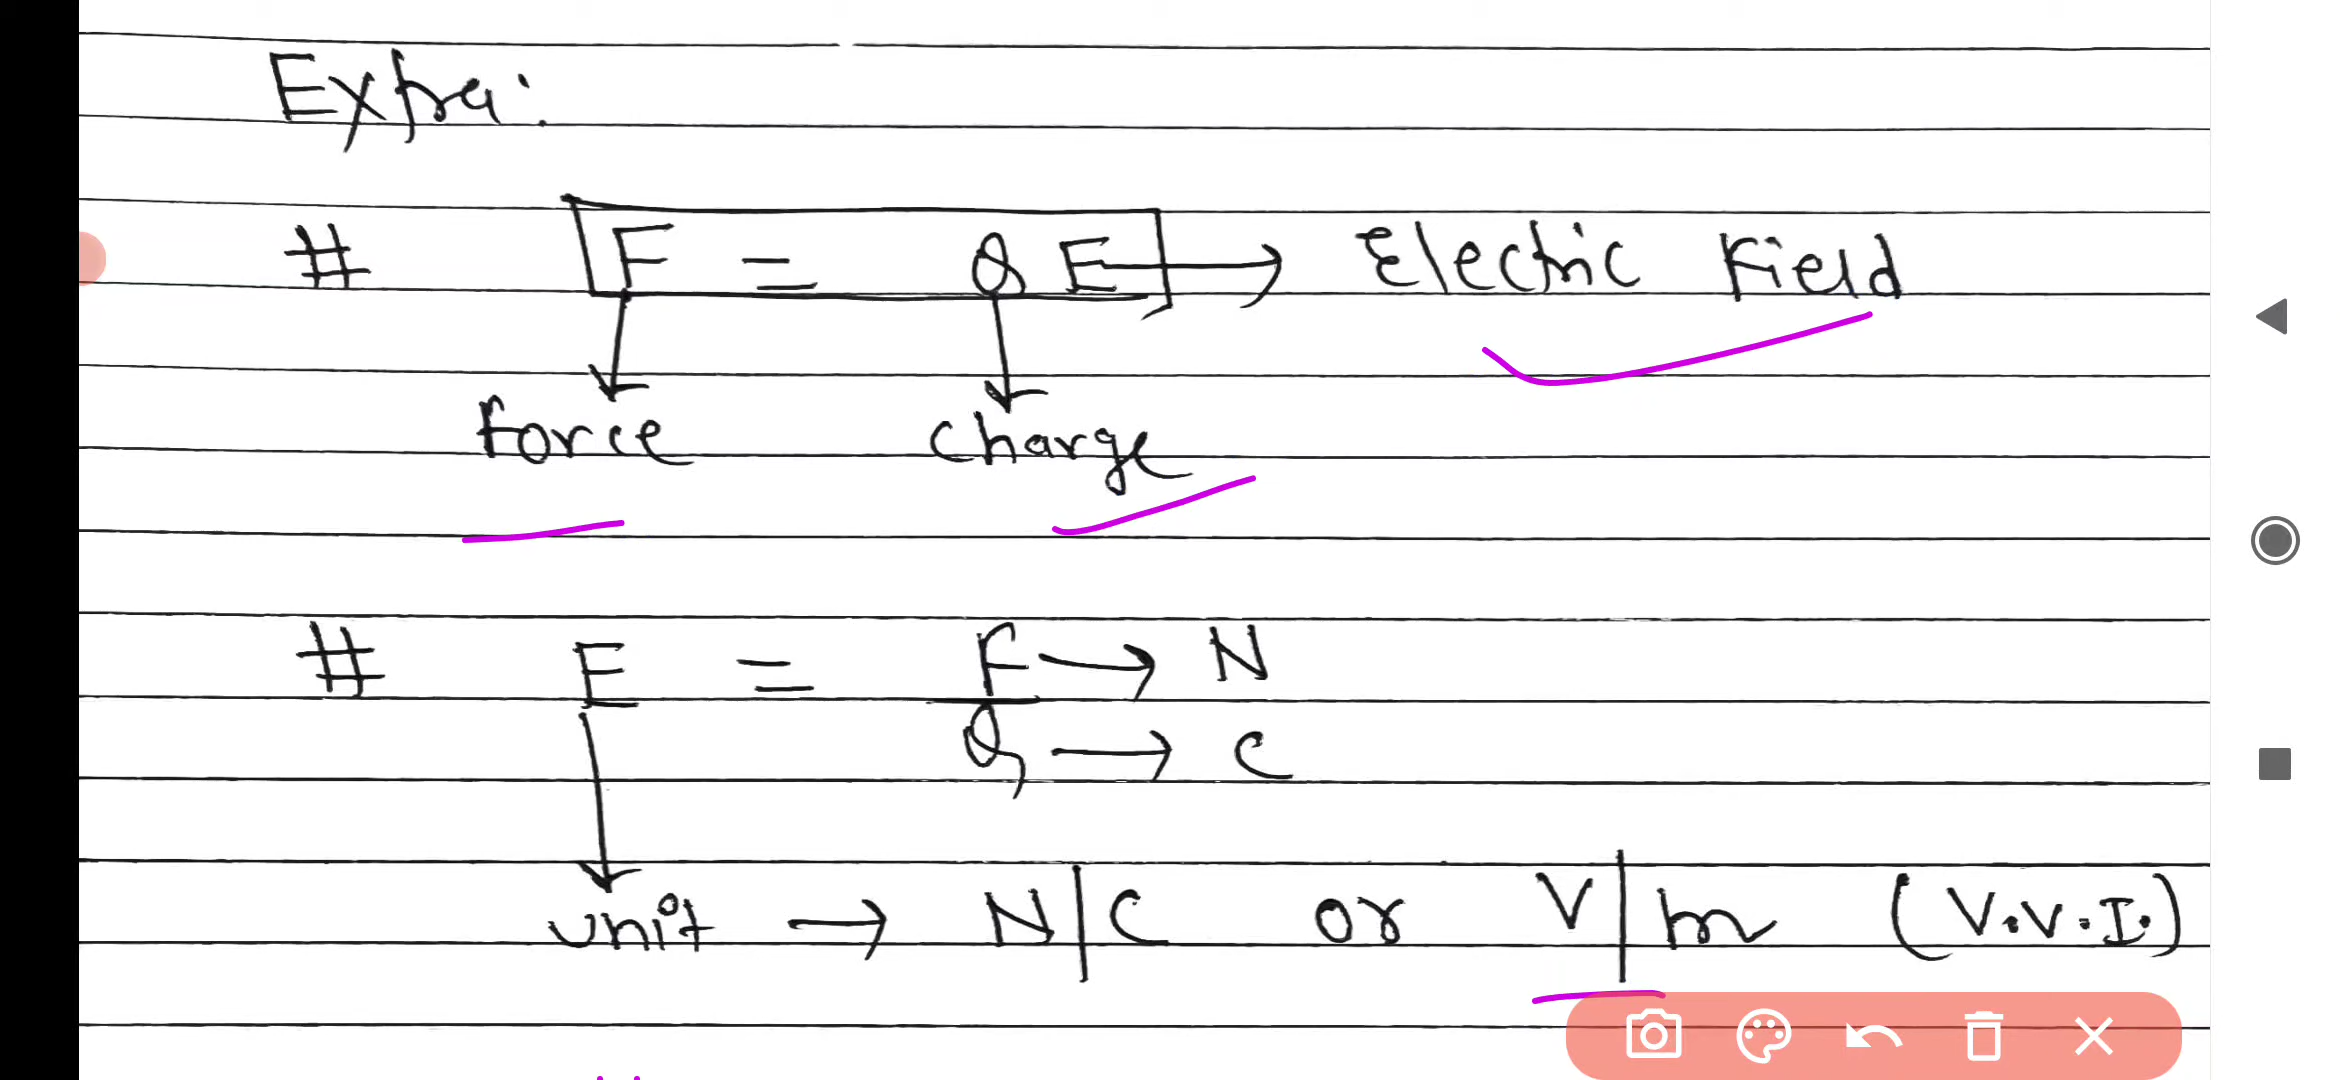 Extra:
# F = QE → Electric Field
Force Charge
# E = F → N
Q → C
unit → N/C or V/m (V.V.I.)